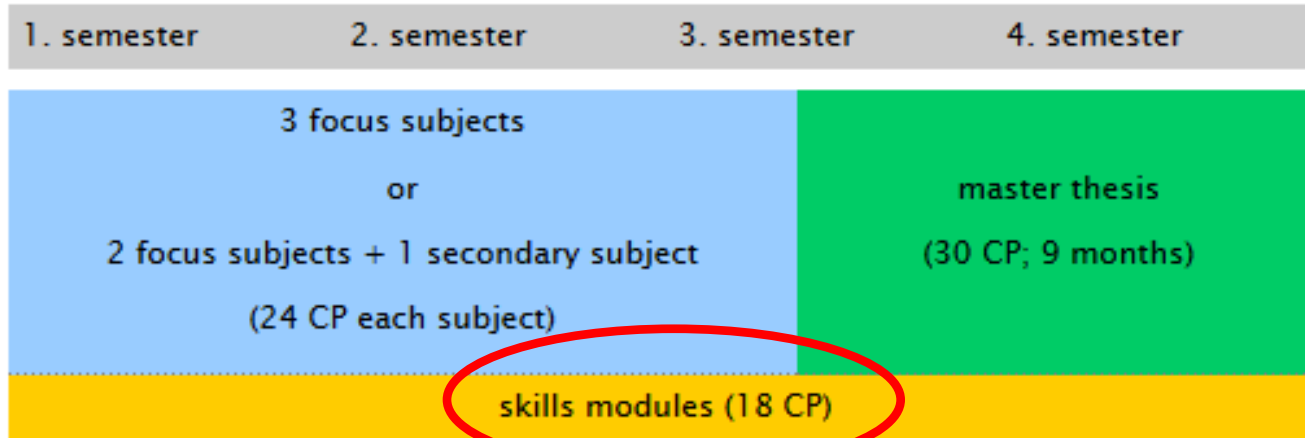 1. semester 2. semester 3. semester 4. semester
3 focus subjects
or
2 focus subjects + 1 secondary subject
(24 CP each subject)
master thesis
(30 CP; 9 months)
skills modules (18 CP)